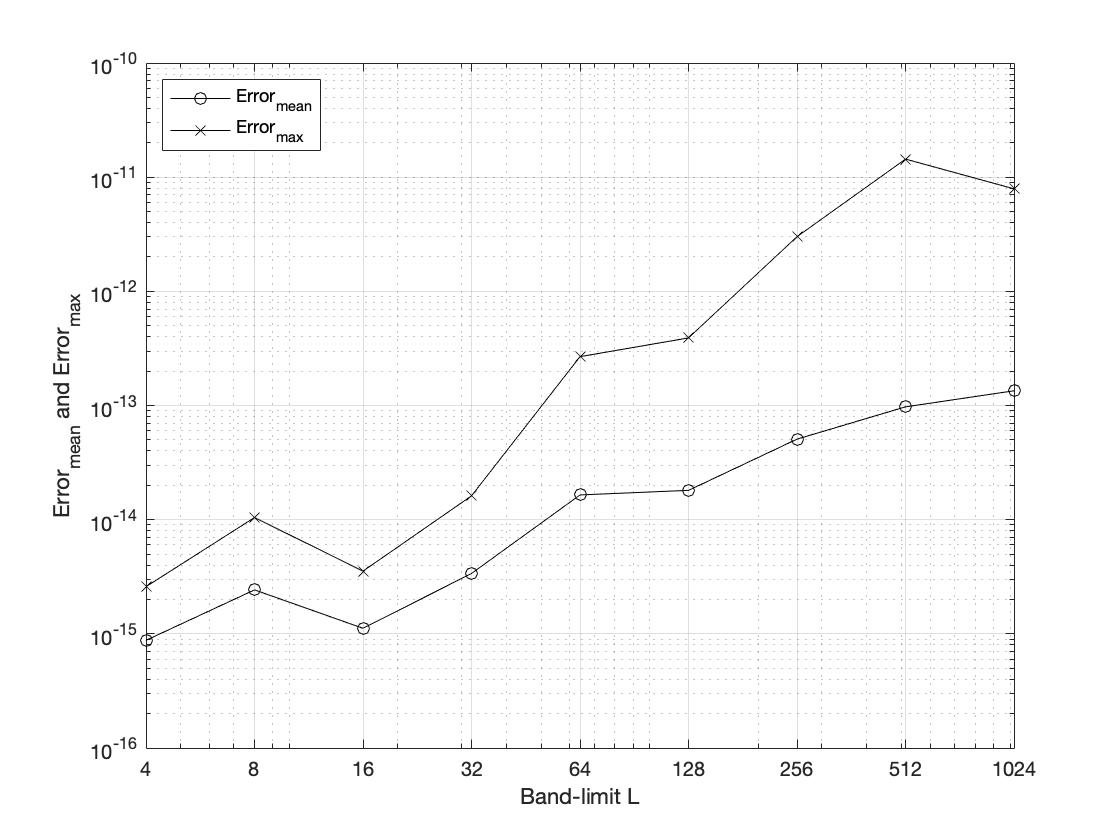 10^-10
Error_mean
Error_max
10^-11
10^-12
10^-13
10^-14
10^-15
10^-16
Error_mean and Error_max
4 8 16 32 64 128 256 512 1024
Band-limit L